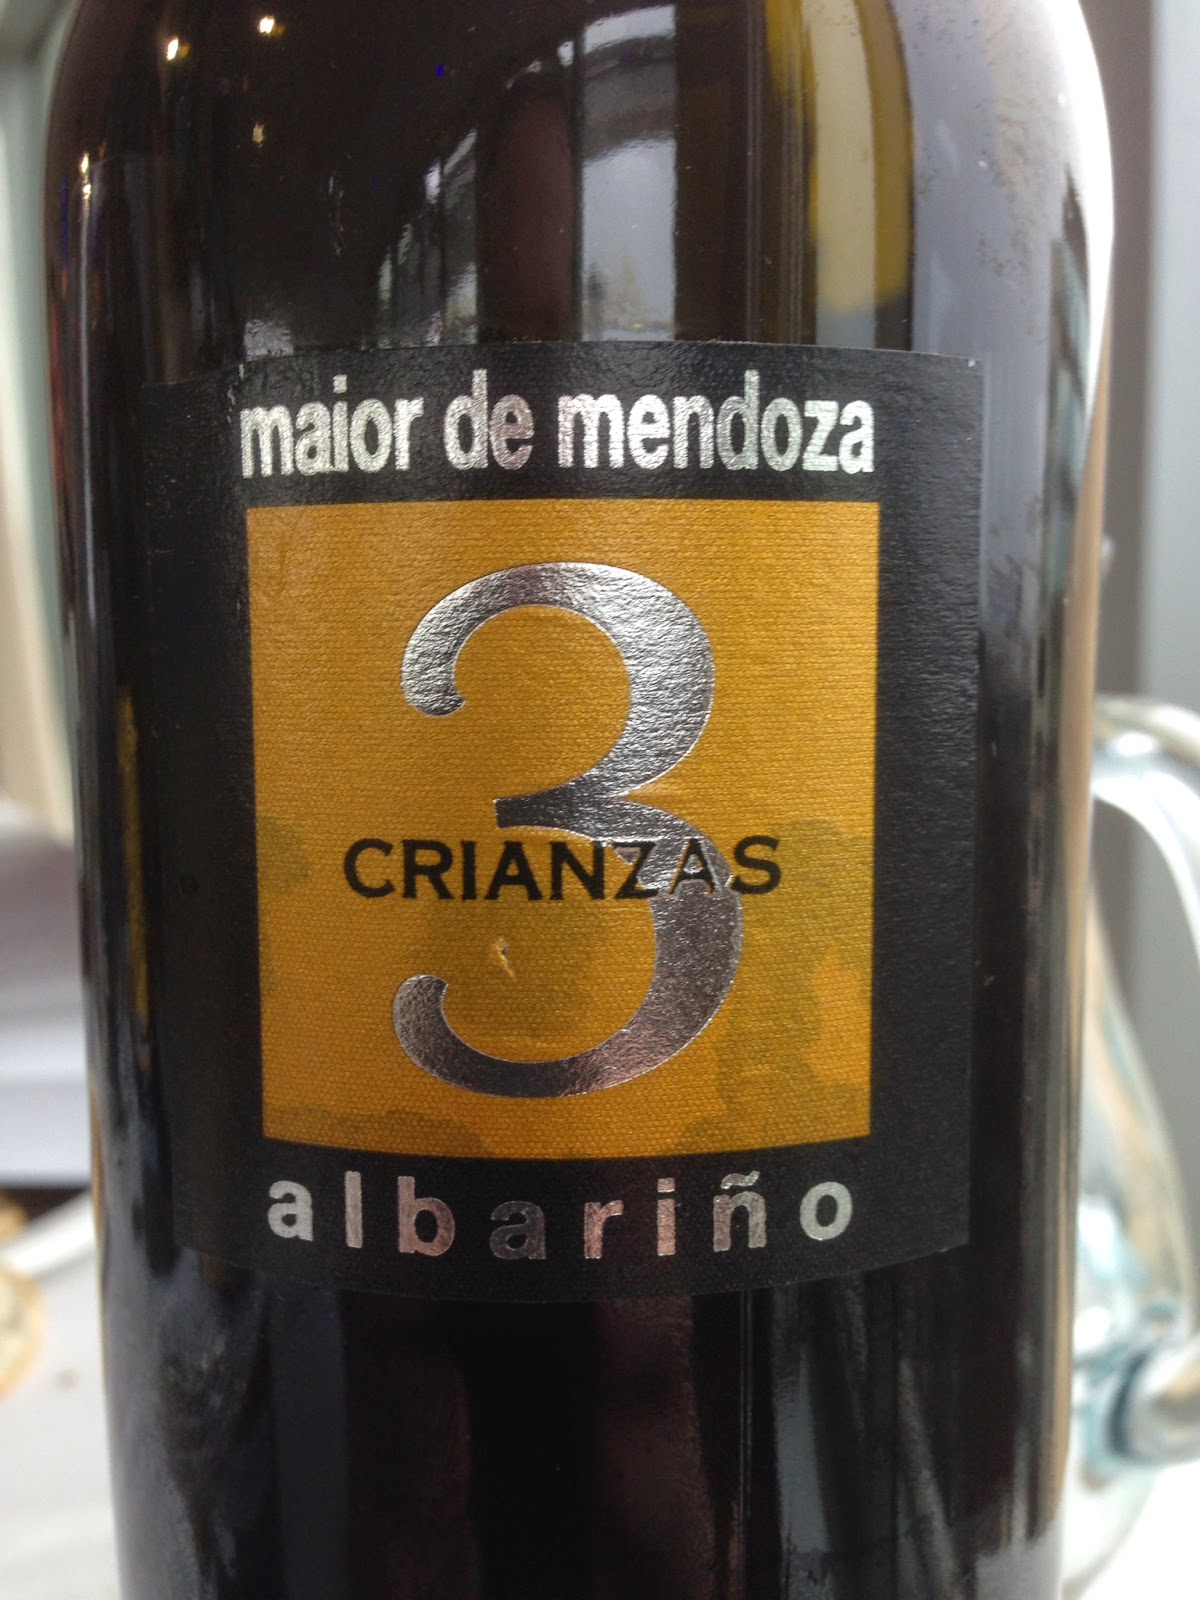 maior de mendoza
3
CRIANZAS
albariño